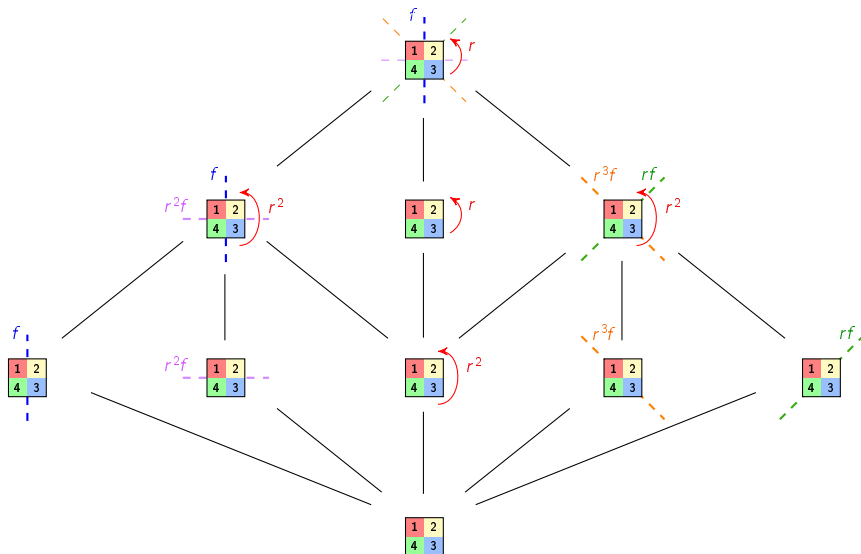 f
1 2 r
4 3
f r³f rf
r²f 1 2 r² 1 2 r 1 2 r²
4 3 4 3 4 3
f r³f rf
1 2 r²f 1 2 1 2 r² 1 2 1 2
4 3 4 3 4 3 4 3 4 3
1 2
4 3